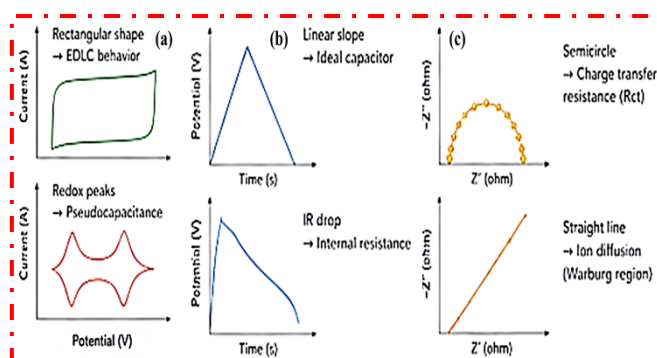 Rectangular shape
→ EDLC behavior
(a)
Current (A)
Linear slope
→ Ideal capacitor
(b)
Potential (V)
Time (s)
(c)
Semicircle
→ Charge transfer
resistance (Rct)
-Z'' (ohm)
Z' (ohm)
Redox peaks
→ Pseudocapacitance
Current (A)
Potential (V)
IR drop
→ Internal resistance
Potential (V)
Time (s)
Straight line
→ Ion diffusion
(Warburg region)
-Z'' (ohm)
Z' (ohm)